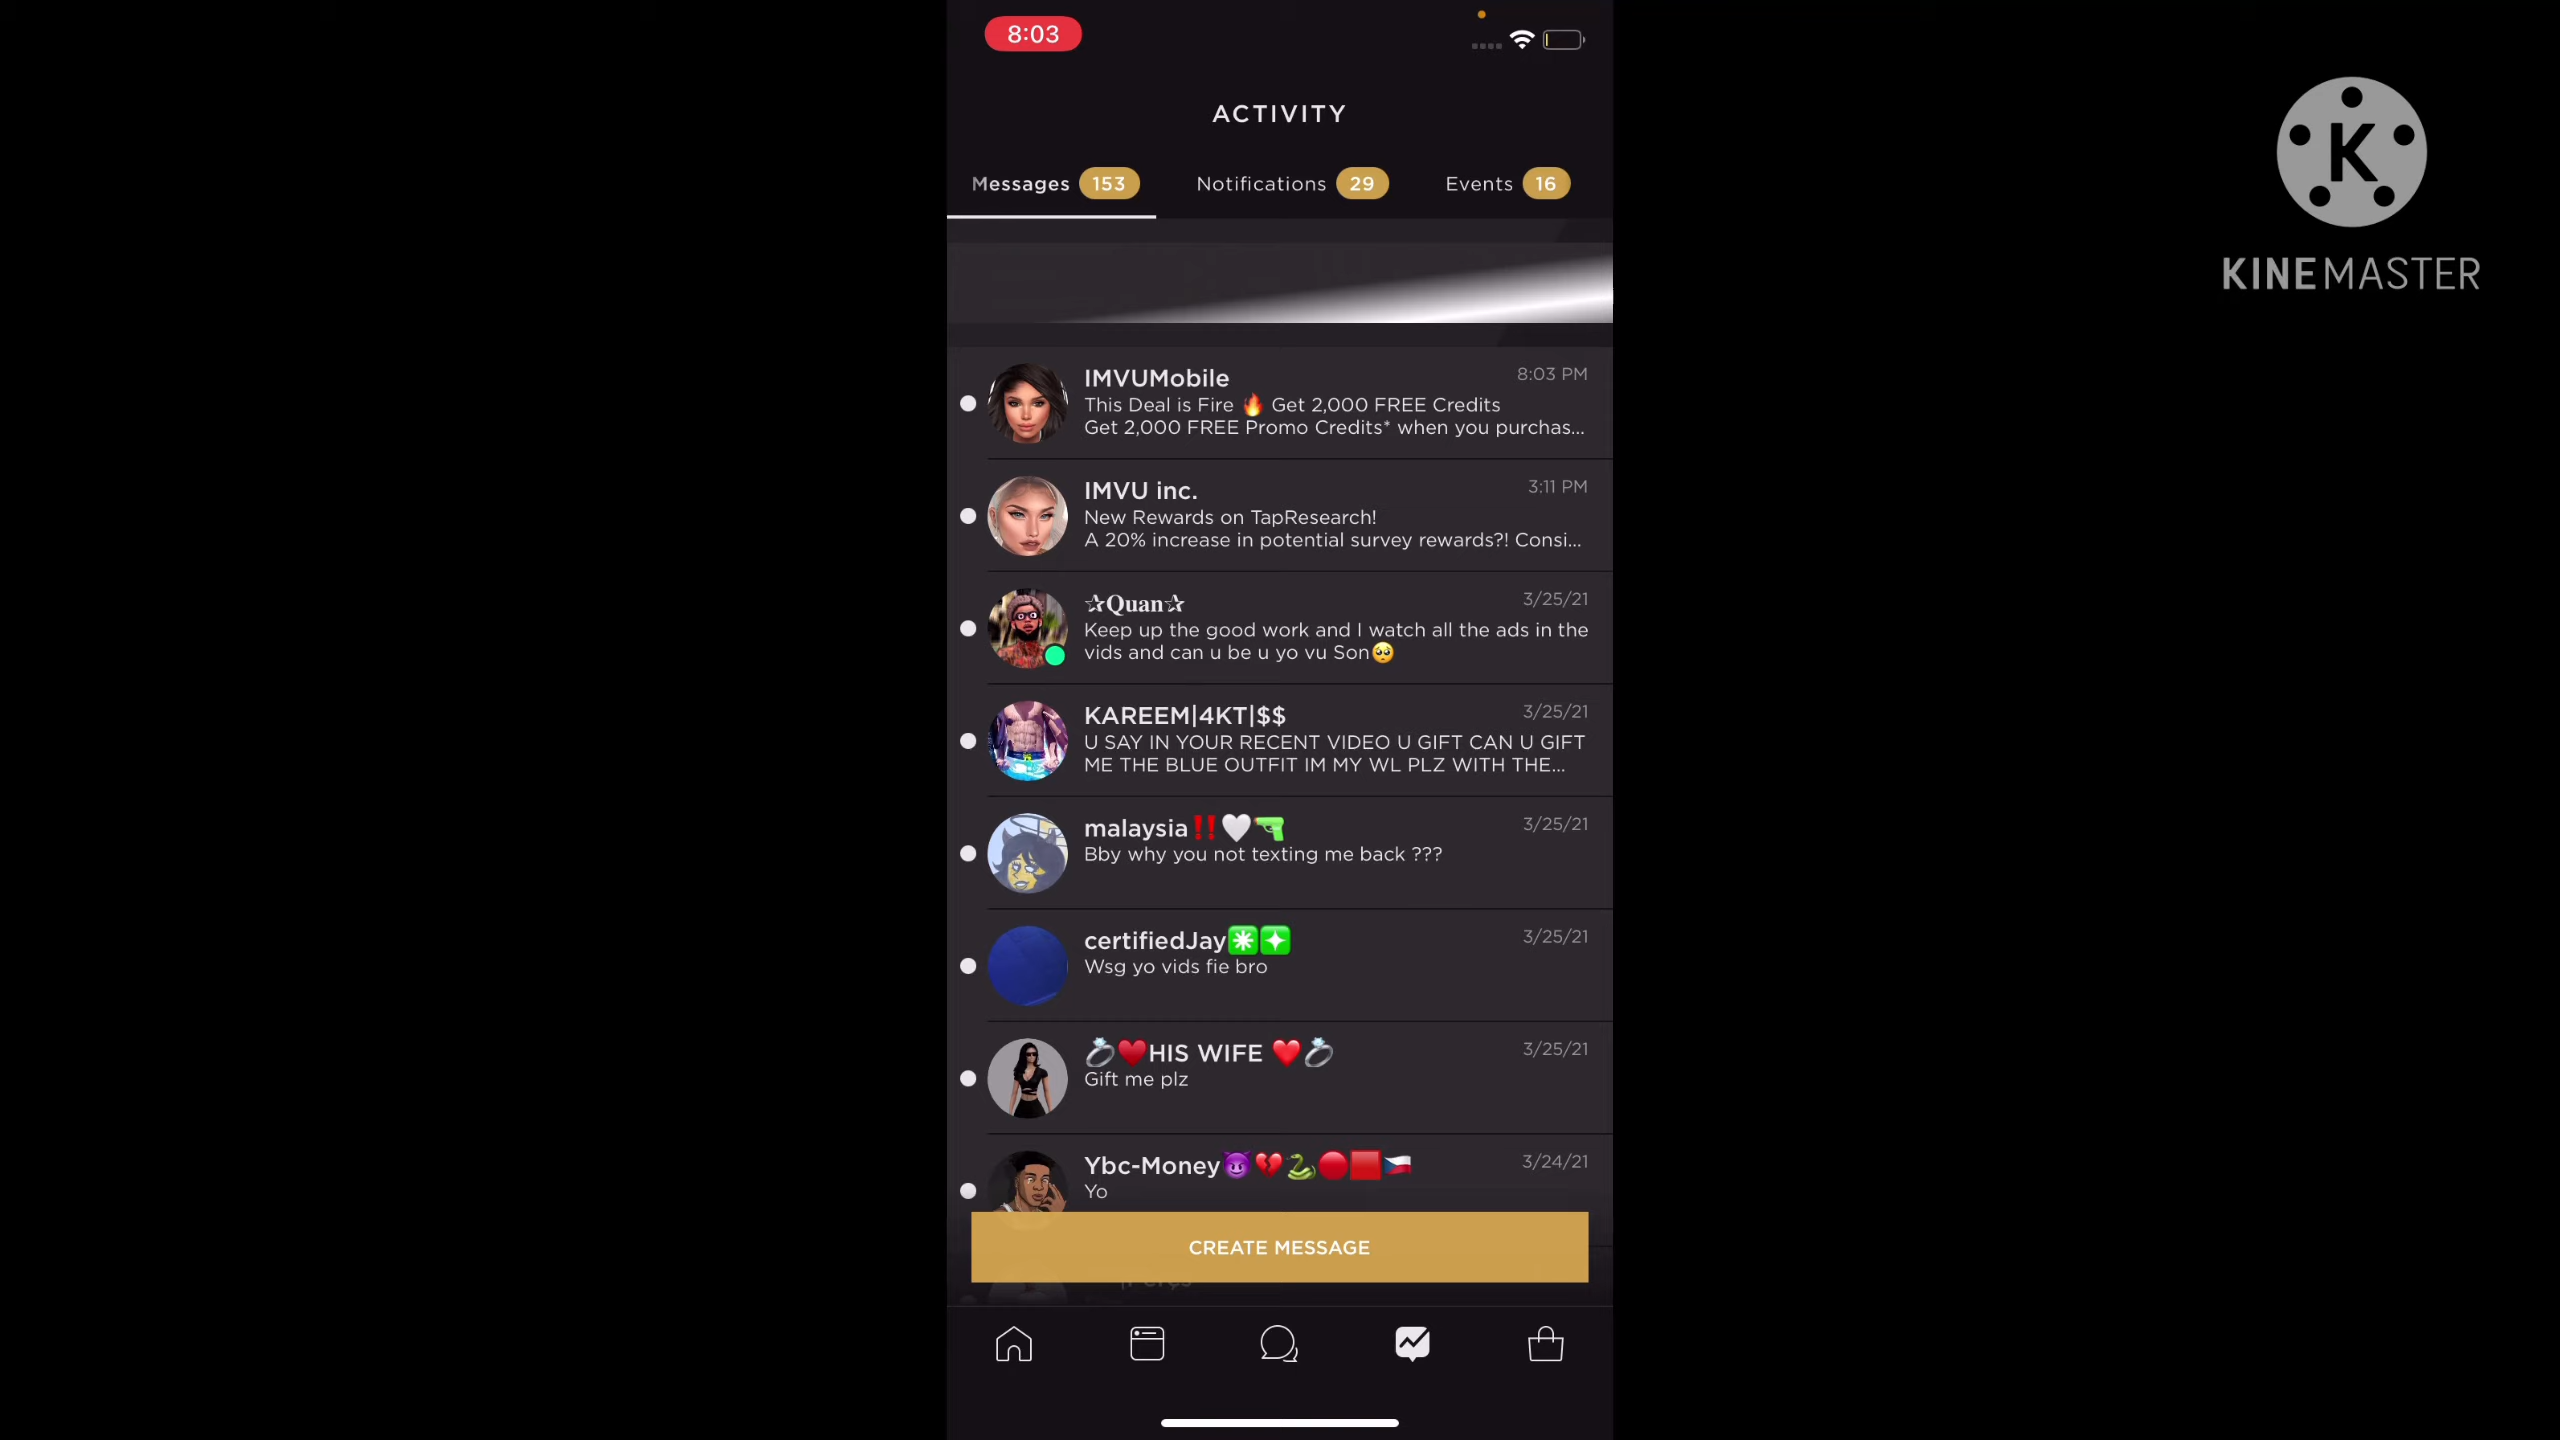 8:03
K
KINEMASTER
ACTIVITY
Messages 153 Notifications 29 Events 16
IMVUMobile 8:03 PM
This Deal is Fire 🔥 Get 2,000 FREE Credits
Get 2,000 FREE Promo Credits* when you purchas...
IMVU inc. 3:11 PM
New Rewards on TapResearch!
A 20% increase in potential survey rewards?! Consi...
✰Quan✰ 3/25/21
Keep up the good work and I watch all the ads in the
vids and can u be u yo vu Son🥺
KAREEM|4KT|$$ 3/25/21
U SAY IN YOUR RECENT VIDEO U GIFT CAN U GIFT
ME THE BLUE OUTFIT IM MY WL PLZ WITH THE...
malaysia‼️🤍🔫 3/25/21
Bby why you not texting me back ???
certifiedJay✳️❇️ 3/25/21
Wsg yo vids fie bro
💍♥️HIS WIFE ❤️💍 3/25/21
Gift me plz
Ybc-Money😈💔🐍🔴🟥🇨🇿 3/24/21
Yo
CREATE MESSAGE